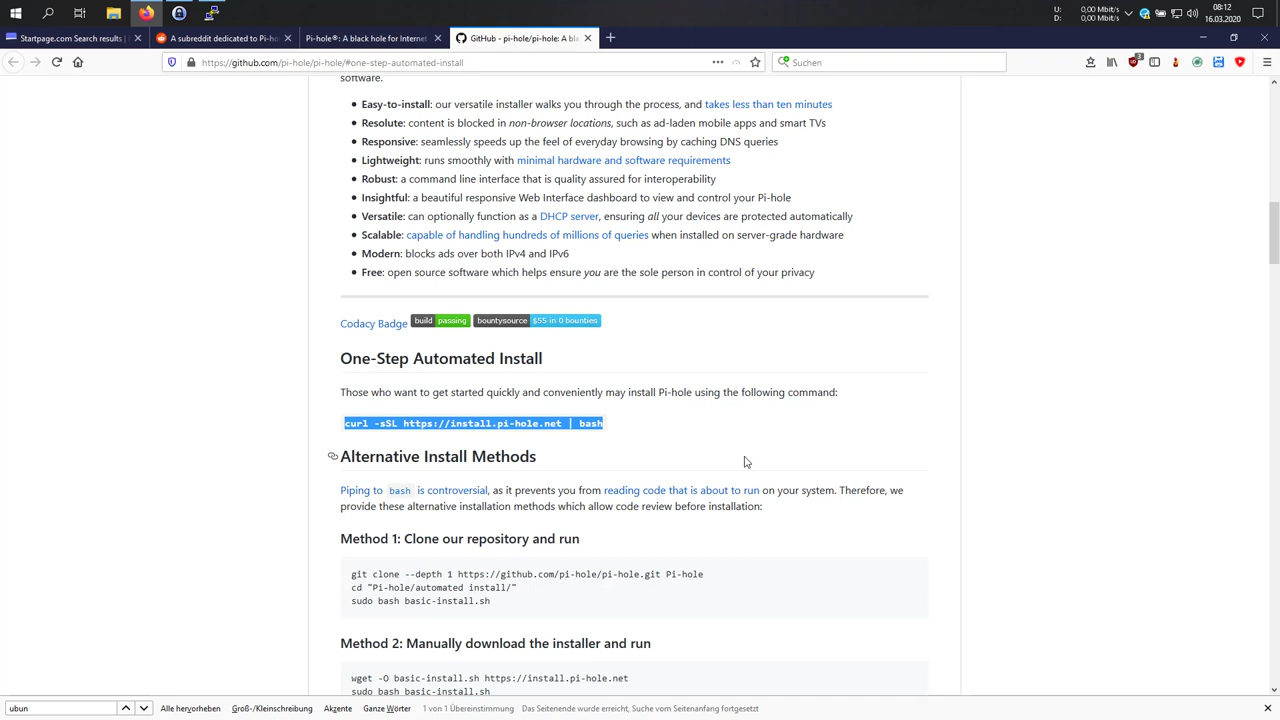 08:12
U: 0,00 Mbit/s
D: 0,00 Mbit/s
16.03.2020
Startpage.com Search results |
A subreddit dedicated to Pi-ho
Pi-hole®: A black hole for Internet
GitHub - pi-hole/pi-hole: A bla
https://github.com/pi-hole/pi-hole/#one-step-automated-install
Suchen
3
software.
Easy-to-install: our versatile installer walks you through the process, and takes less than ten minutes
Resolute: content is blocked in non-browser locations, such as ad-laden mobile apps and smart TVs
Responsive: seamlessly speeds up the feel of everyday browsing by caching DNS queries
Lightweight: runs smoothly with minimal hardware and software requirements
Robust: a command line interface that is quality assured for interoperability
Insightful: a beautiful responsive Web Interface dashboard to view and control your Pi-hole
Versatile: can optionally function as a DHCP server, ensuring all your devices are protected automatically
Scalable: capable of handling hundreds of millions of queries when installed on server-grade hardware
Modern: blocks ads over both IPv4 and IPv6
Free: open source software which helps ensure you are the sole person in control of your privacy
Codacy Badge build passing bountysource $55 in 0 bounties
One-Step Automated Install
Those who want to get started quickly and conveniently may install Pi-hole using the following command:
curl -sSL https://install.pi-hole.net | bash
Alternative Install Methods
Piping to bash is controversial, as it prevents you from reading code that is about to run on your system. Therefore, we
provide these alternative installation methods which allow code review before installation:
Method 1: Clone our repository and run
git clone --depth 1 https://github.com/pi-hole/pi-hole.git Pi-hole
cd "Pi-hole/automated install/"
sudo bash basic-install.sh
Method 2: Manually download the installer and run
wget -O basic-install.sh https://install.pi-hole.net
sudo bash basic-install.sh
ubun
Alle hervorheben Groß-/Kleinschreibung Akzente Ganze Wörter 1 von 1 Übereinstimmung Das Seitenende wurde erreicht, Suche vom Seitenanfang fortgesetzt